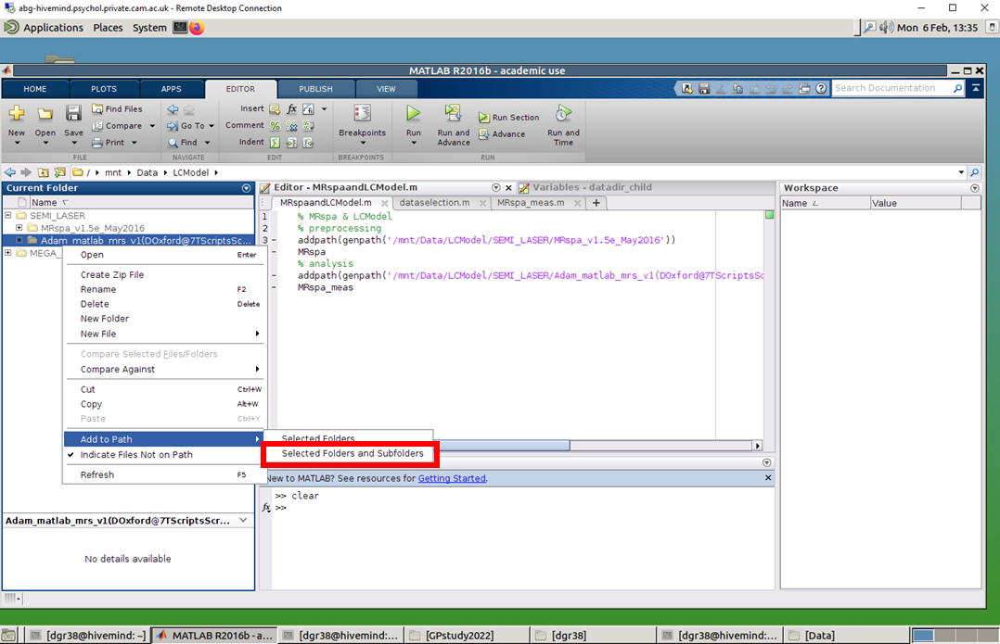 abg-hivemind.psychol.private.cam.ac.uk - Remote Desktop Connection
Applications Places System Mon 6 Feb, 13:35
MATLAB R2016b - academic use
HOME PLOTS APPS EDITOR PUBLISH VIEW Search Documentation
New Open Save Find Files Compare Print
FILE
Go To Find
NAVIGATE
Insert fx
Comment
Indent
EDIT
Breakpoints
BREAKPOINTS
Run Run and Advance Run Section Advance Run and Time
RUN
/ mnt Data LCModel
Current Folder
Name
SEMI_LASER
MRspa_v1.5e_May2016
Adam_matlab_mrs_v1(DOxford@7TScriptsSc...
MEGA_
Open Enter
Create Zip File
Rename F2
Delete Delete
New Folder
New File
Compare Selected Files/Folders
Compare Against
Cut Ctrl+W
Copy Alt+W
Paste Ctrl+Y
Add to Path
Indicate Files Not on Path
Refresh F5
Selected Folders
Selected Folders and Subfolders
Adam_matlab_mrs_v1(DOxford@7TScriptsScr...
No details available
Editor - MRspaandLCModel.m Variables - datadir_child
MRspaandLCModel.m dataselection.m MRspa_meas.m +
1 % MRspa & LCModel
2 % preprocessing
3 addpath(genpath('/mnt/Data/LCModel/SEMI_LASER/MRspa_v1.5e_May2016'))
MRspa
% analysis
addpath(genpath('/mnt/Data/LCModel/SEMI_LASER/Adam_matlab_mrs_v1(DOxford@7TScriptsSc
MRspa_meas
New to MATLAB? See resources for Getting Started.
>> clear
fx >>
Workspace
Name Value
[dgr38@hivemind: ~] MATLAB R2016b - a... [dgr38@hivemind:... [GPstudy2022] [dgr38] [dgr38@hivemind:... [Data]